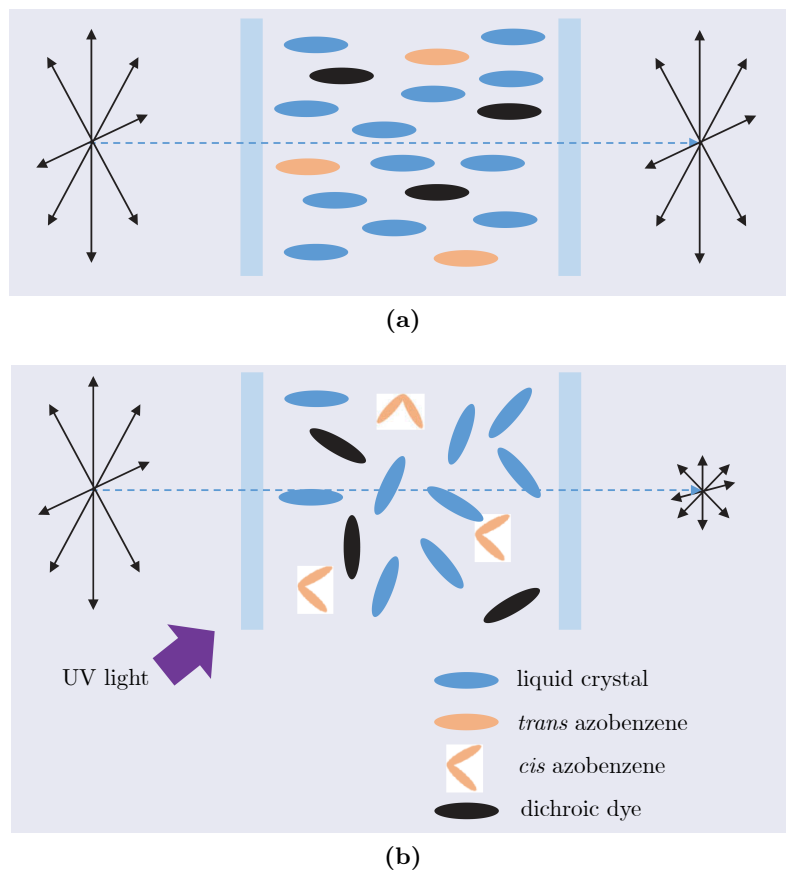 (a)
UV light
liquid crystal
trans azobenzene
cis azobenzene
dichroic dye
(b)